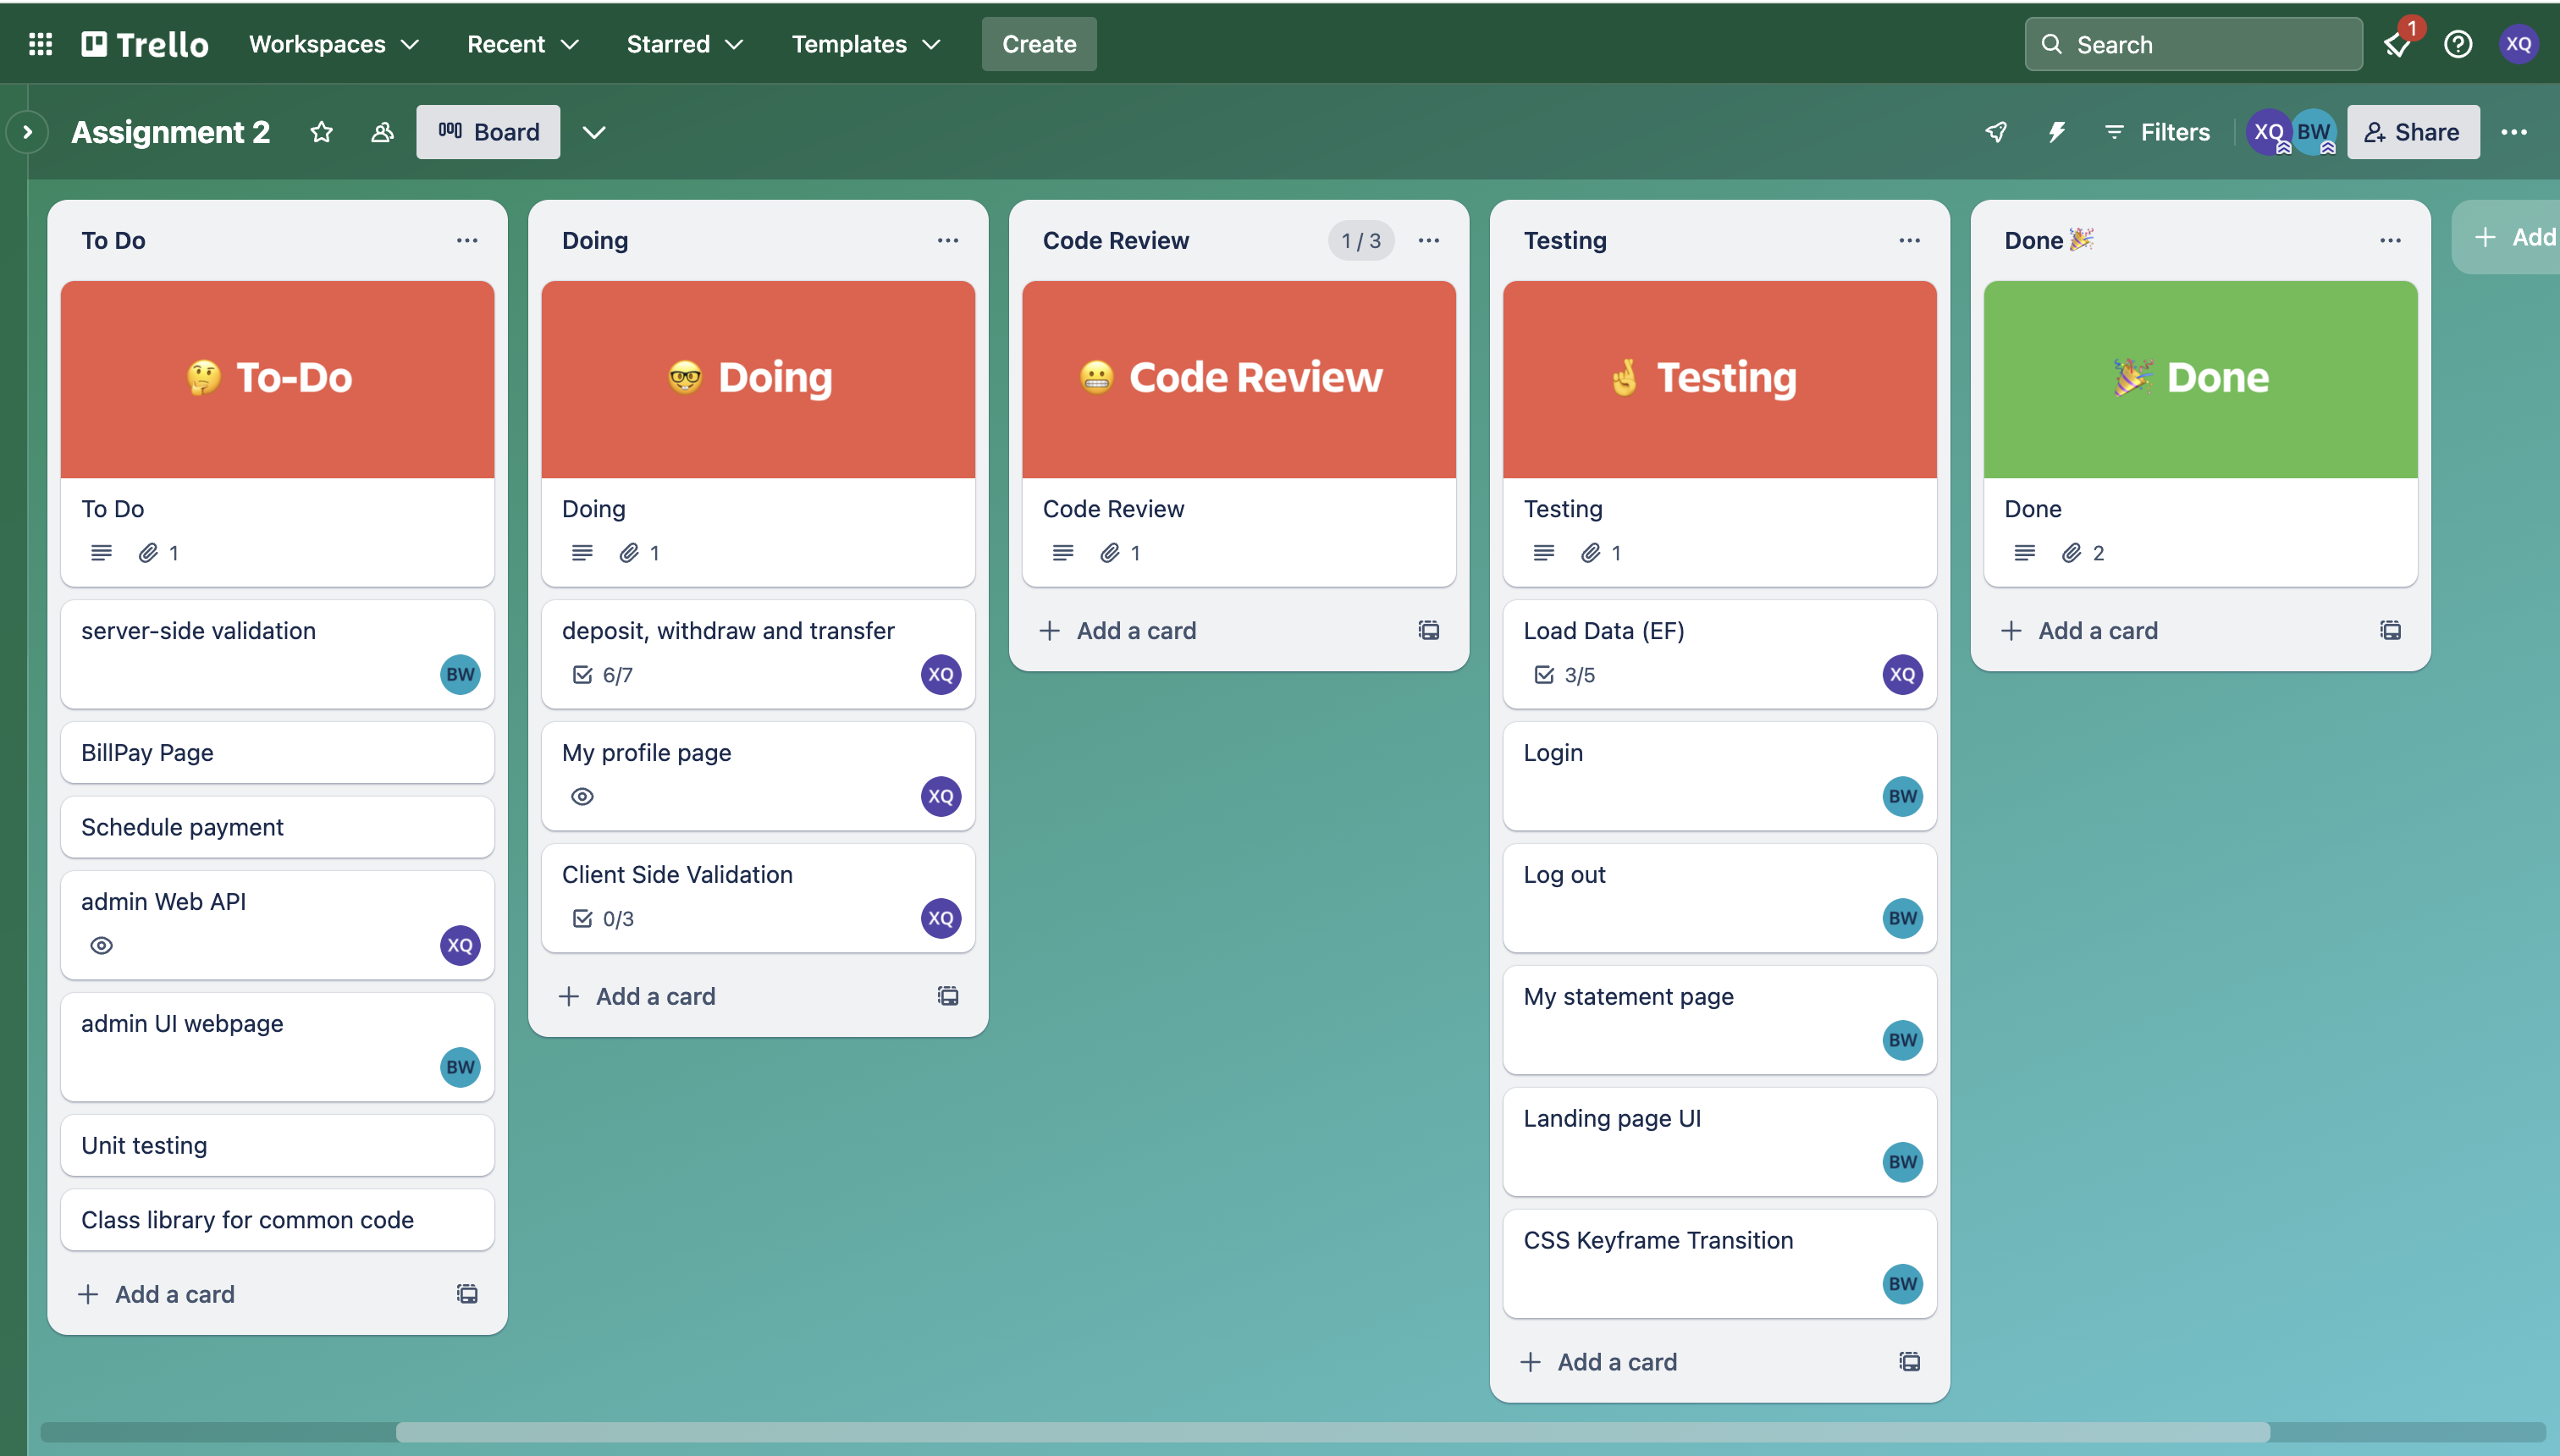 Trello
Workspaces
Recent
Starred
Templates
Create
Search
1
XQ
Assignment 2
Board
Filters
XQ
BW
Share
To Do
🤔 To-Do
To Do
1
server-side validation
BW
BillPay Page
Schedule payment
admin Web API
XQ
admin UI webpage
BW
Unit testing
Class library for common code
Add a card
Doing
🤓 Doing
Doing
1
deposit, withdraw and transfer
6/7
XQ
My profile page
XQ
Client Side Validation
0/3
XQ
Add a card
Code Review
1 / 3
😬 Code Review
Code Review
1
Add a card
Testing
🤞 Testing
Testing
1
Load Data (EF)
3/5
XQ
Login
BW
Log out
BW
My statement page
BW
Landing page UI
BW
CSS Keyframe Transition
BW
Add a card
Done 🎉
🎉 Done
Done
2
Add a card
Add